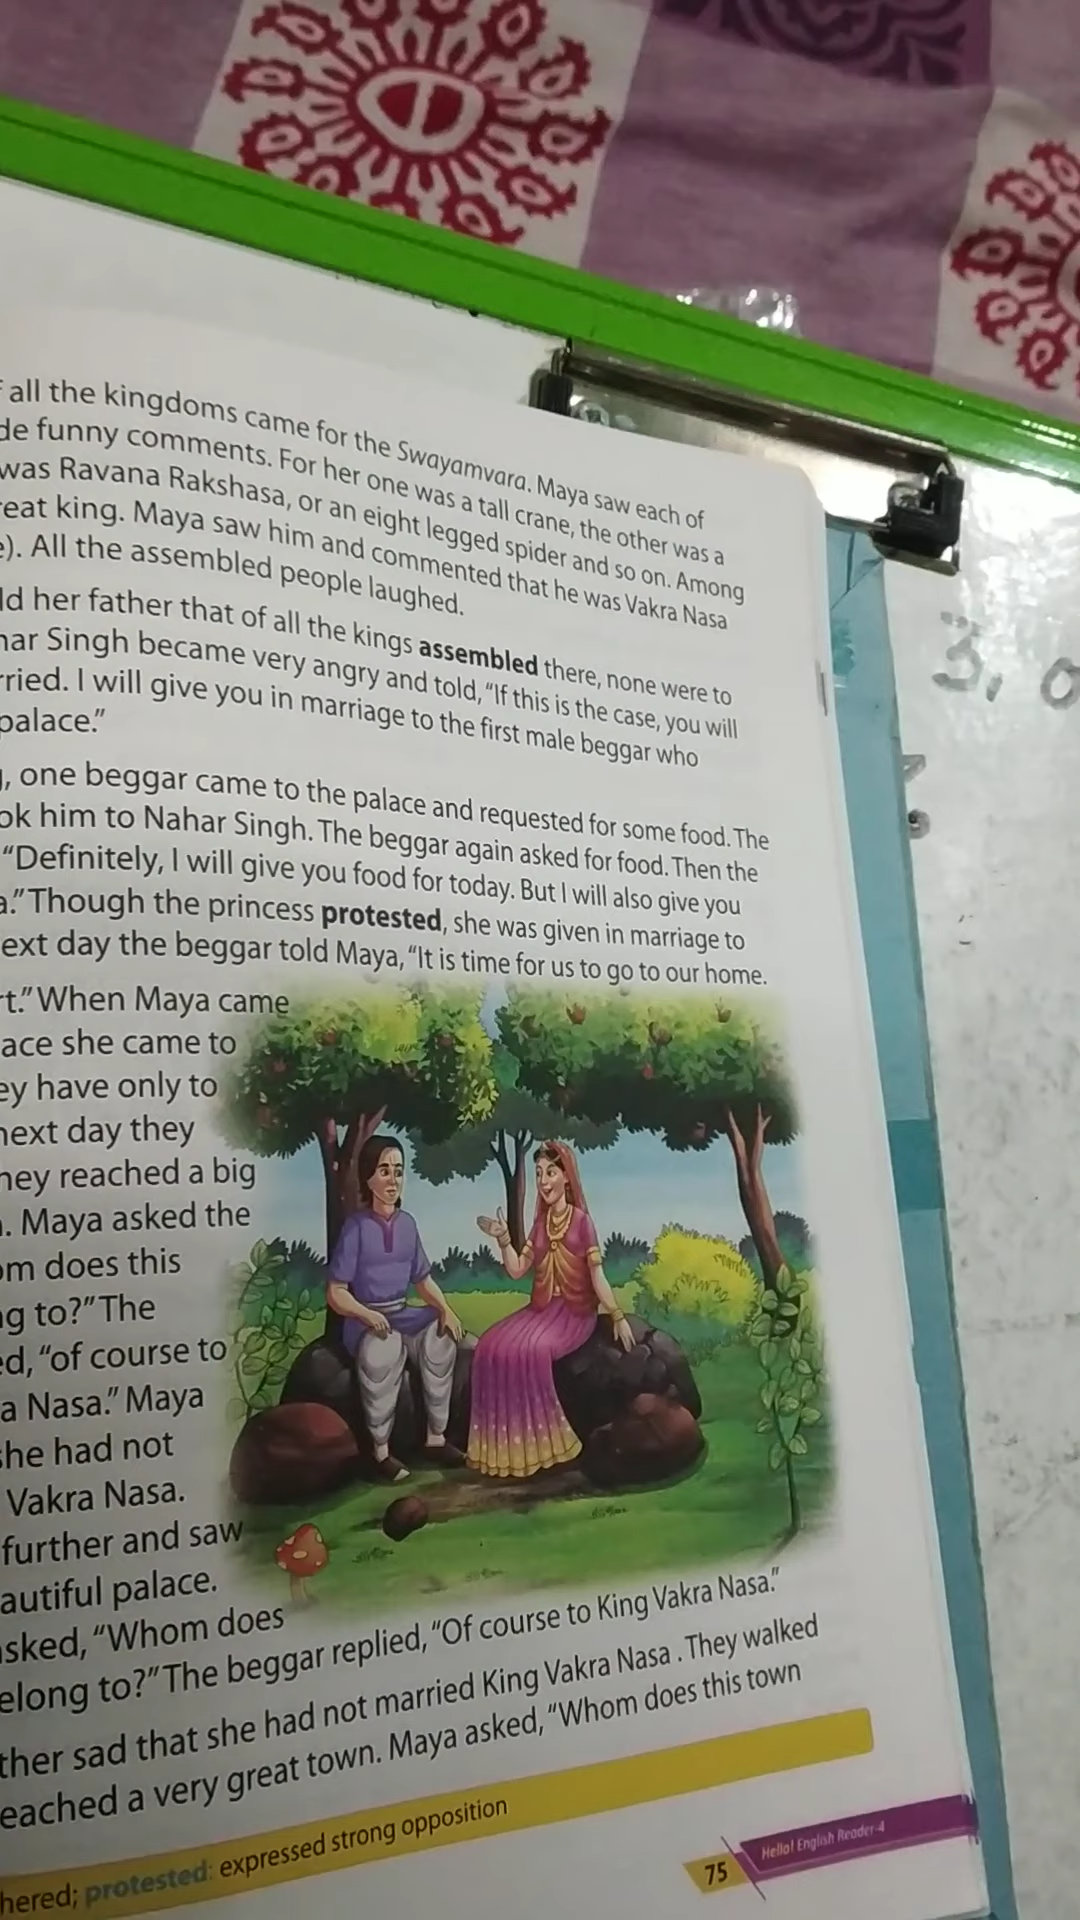 all the kingdoms came for the Swayamvara. Maya saw each of
de funny comments. For her one was a tall crane, the other was a
was Ravana Rakshasa, or an eight legged spider and so on. Among
eat king. Maya saw him and commented that he was Vakra Nasa
e). All the assembled people laughed.
ld her father that of all the kings assembled there, none were to
har Singh became very angry and told, “If this is the case, you will
rried. I will give you in marriage to the first male beggar who
palace.”
, one beggar came to the palace and requested for some food. The
ok him to Nahar Singh. The beggar again asked for food. Then the
“Definitely, I will give you food for today. But I will also give you
a.” Though the princess protested, she was given in marriage to
ext day the beggar told Maya, “It is time for us to go to our home.
rt.” When Maya came
ace she came to
ey have only to
next day they
hey reached a big
. Maya asked the
om does this
g to?” The
ed, “of course to
a Nasa.” Maya
she had not
Vakra Nasa.
further and saw
autiful palace.
asked, “Whom does
elong to?” The beggar replied, “Of course to King Vakra Nasa.”
ther sad that she had not married King Vakra Nasa . They walked
eached a very great town. Maya asked, “Whom does this town
hered; protested: expressed strong opposition
75 Hello! English Reader-4
3,